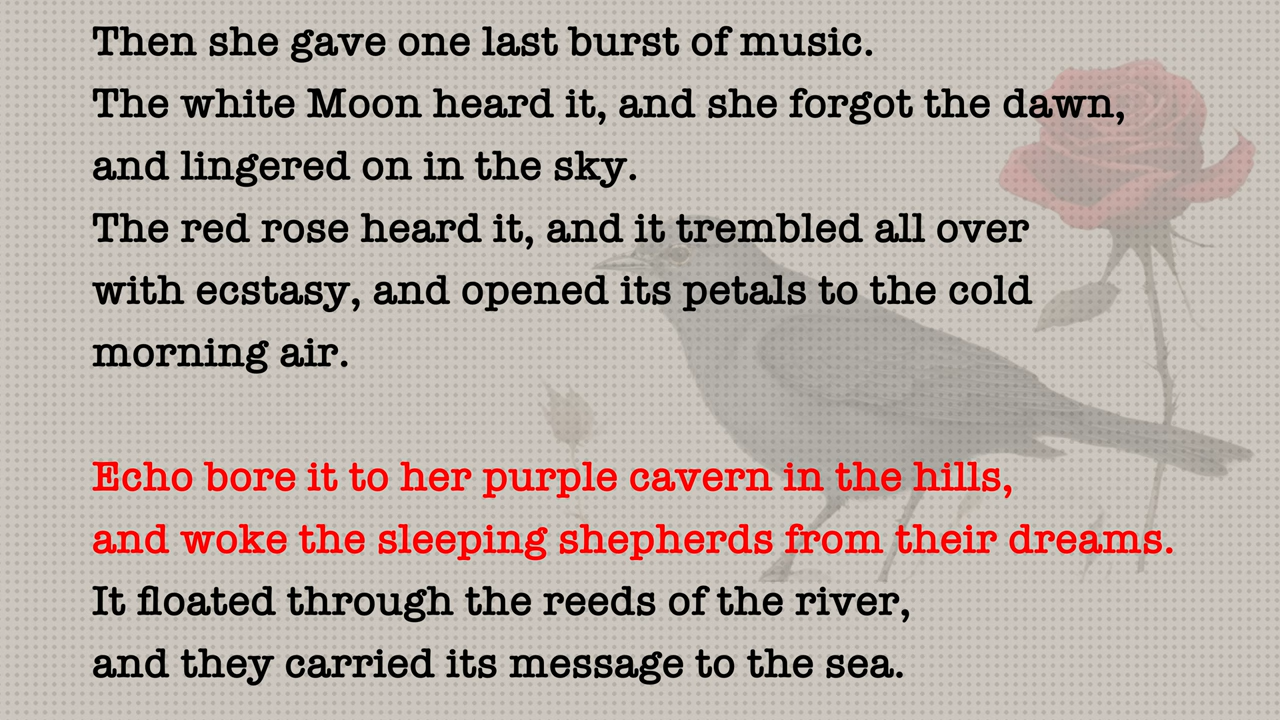 Then she gave one last burst of music.
The white Moon heard it, and she forgot the dawn,
and lingered on in the sky.
The red rose heard it, and it trembled all over
with ecstasy, and opened its petals to the cold
morning air.
Echo bore it to her purple cavern in the hills,
and woke the sleeping shepherds from their dreams.
It floated through the reeds of the river,
and they carried its message to the sea.